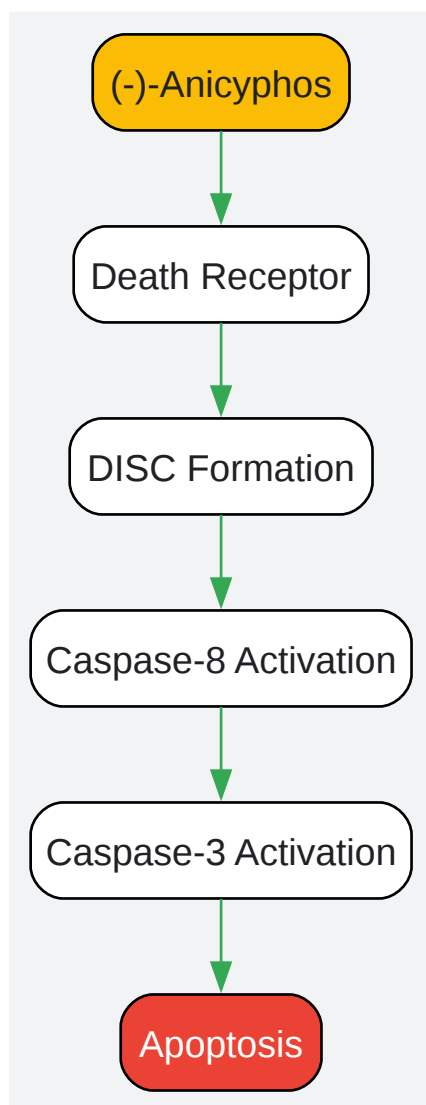 (-)-Anicyphos
Death Receptor
DISC Formation
Caspase-8 Activation
Caspase-3 Activation
Apoptosis